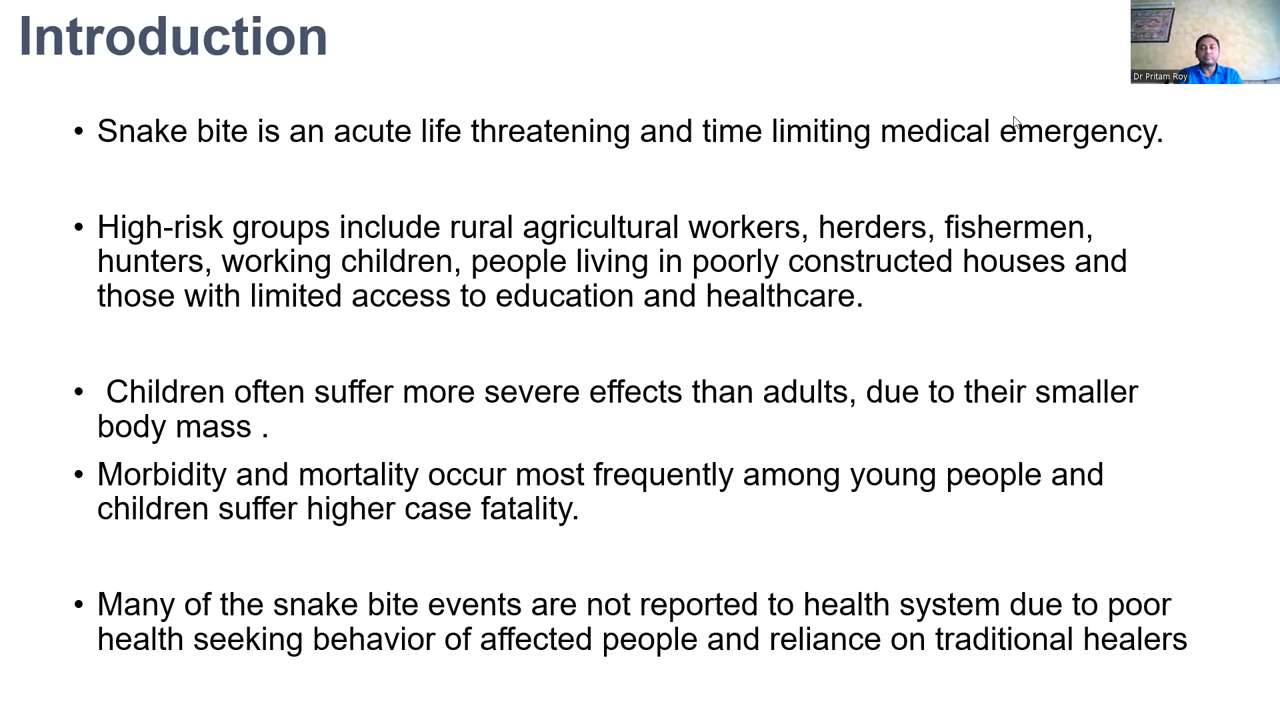 Introduction
Dr Pritam Roy
• Snake bite is an acute life threatening and time limiting medical emergency.
• High-risk groups include rural agricultural workers, herders, fishermen,
hunters, working children, people living in poorly constructed houses and
those with limited access to education and healthcare.
• Children often suffer more severe effects than adults, due to their smaller
body mass .
• Morbidity and mortality occur most frequently among young people and
children suffer higher case fatality.
• Many of the snake bite events are not reported to health system due to poor
health seeking behavior of affected people and reliance on traditional healers